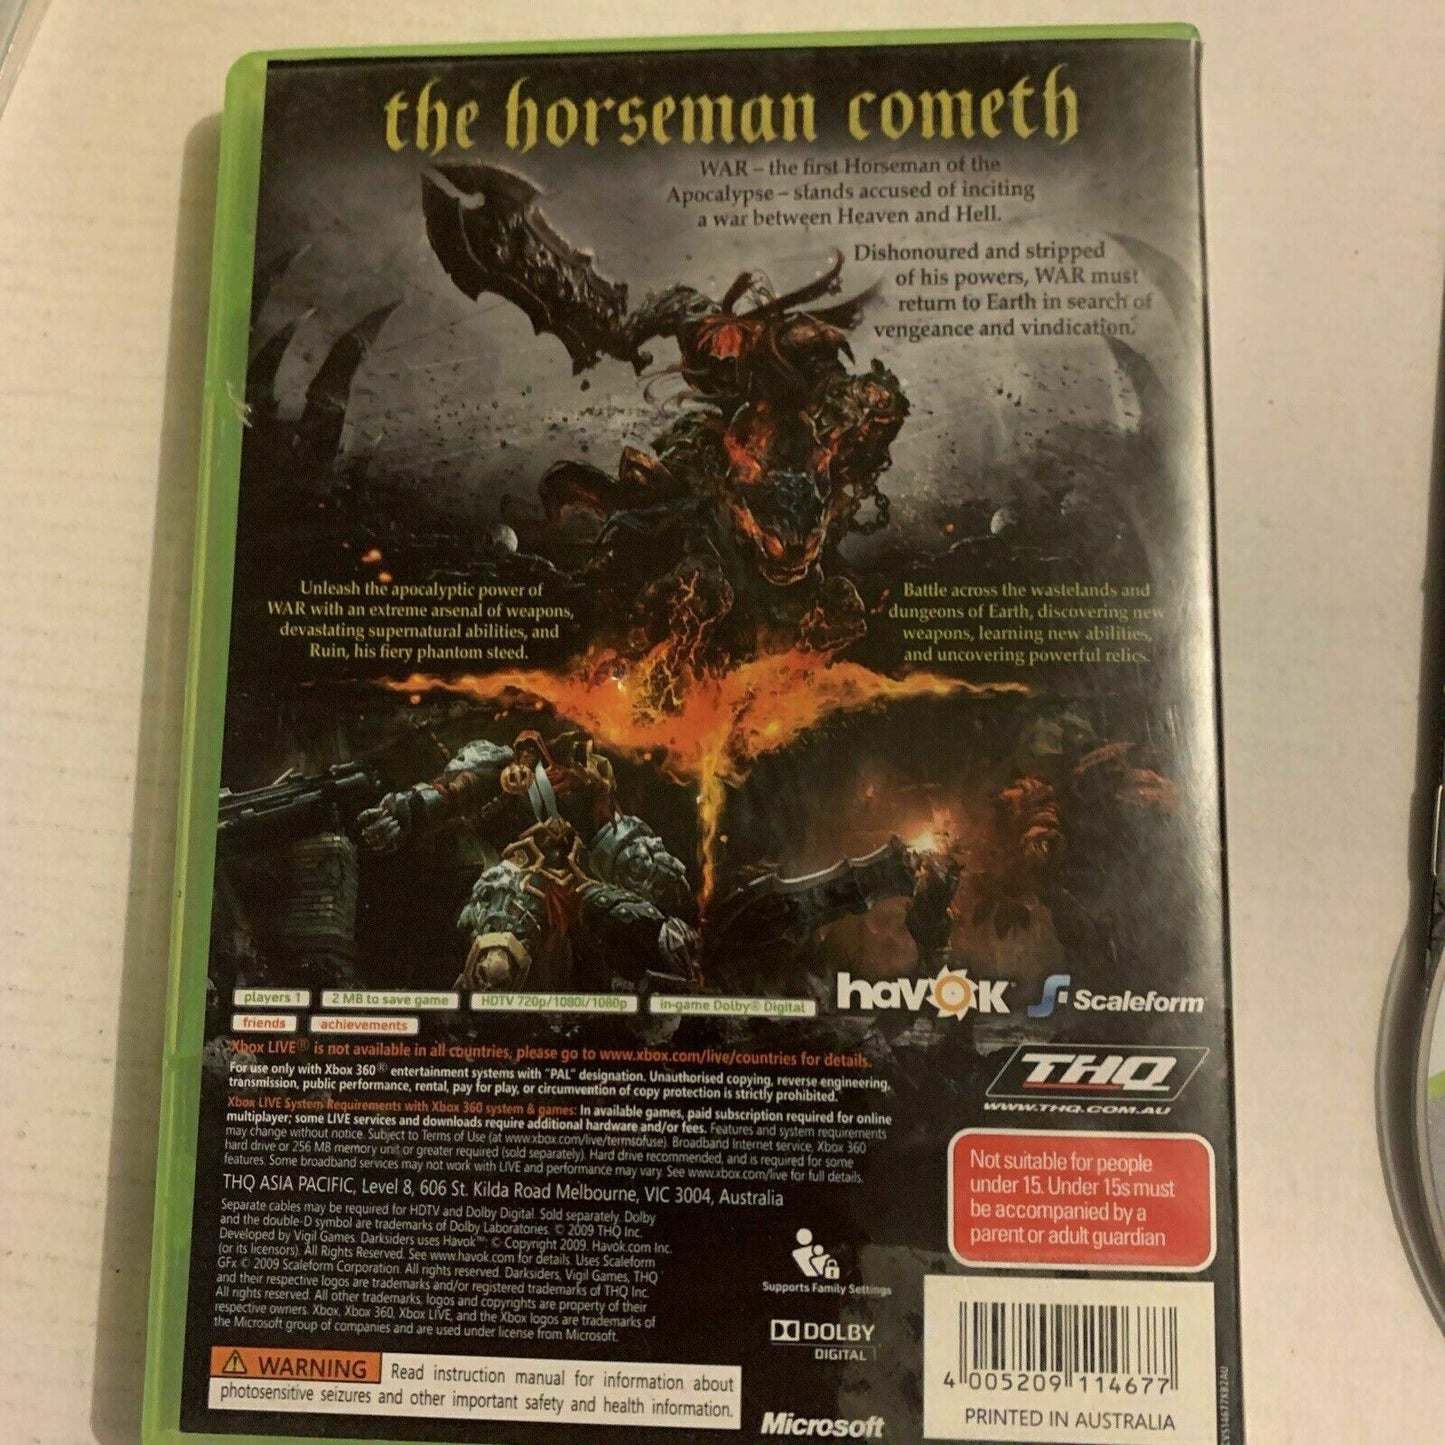 the horseman cometh
WAR – the first Horseman of the
Apocalypse – stands accused of inciting
a war between Heaven and Hell.
Dishonoured and stripped
of his powers, WAR must
return to Earth in search of
vengeance and vindication.
Unleash the apocalyptic power of
WAR with an extreme arsenal of weapons,
devastating supernatural abilities, and
Ruin, his fiery phantom steed.
Battle across the wastelands and
dungeons of Earth, discovering new
weapons, learning new abilities,
and uncovering powerful relics.
players 1
2 MB to save game
HDTV 720p/1080i/1080p
in-game Dolby® Digital
friends
achievements
havok
Scaleform
Xbox LIVE® is not available in all countries, please go to www.xbox.com/live/countries for details.
For use only with Xbox 360® entertainment systems with "PAL" designation. Unauthorised copying, reverse engineering,
transmission, public performance, rental, pay for play, or circumvention of copy protection is strictly prohibited.
Xbox LIVE System Requirements with Xbox 360 system & games: In available games, paid subscription required for online
multiplayer; some LIVE services and downloads require additional hardware and/or fees. Features and system requirements
may change without notice. Subject to Terms of Use (at www.xbox.com/live/termsofuse). Broadband Internet service, Xbox 360
hard drive or 256 MB memory unit or greater required (sold separately). Hard drive recommended, and is required for some
features. Some broadband services may not work with LIVE and performance may vary. See www.xbox.com/live for full details.
THQ ASIA PACIFIC, Level 8, 606 St. Kilda Road Melbourne, VIC 3004, Australia
Separate cables may be required for HDTV and Dolby Digital. Sold separately. Dolby
and the double-D symbol are trademarks of Dolby Laboratories. © 2009 THQ Inc.
Developed by Vigil Games. Darksiders uses Havok™: © Copyright 2009. Havok.com Inc.
(or its licensors). All Rights Reserved. See www.havok.com for details. Uses Scaleform
GFx © 2009 Scaleform Corporation. All rights reserved. Darksiders, Vigil Games, THQ
and their respective logos are trademarks and/or registered trademarks of THQ Inc.
All rights reserved. All other trademarks, logos and copyrights are property of their
respective owners. Xbox, Xbox 360, Xbox LIVE, and the Xbox logos are trademarks of
the Microsoft group of companies and are used under license from Microsoft.
THQ
WWW.THQ.COM.AU
Not suitable for people
under 15. Under 15s must
be accompanied by a
parent or adult guardian
Supports Family Settings
DOLBY
DIGITAL
WARNING Read instruction manual for information about
photosensitive seizures and other important safety and health information.
Microsoft
4 005209 114677
PRINTED IN AUSTRALIA